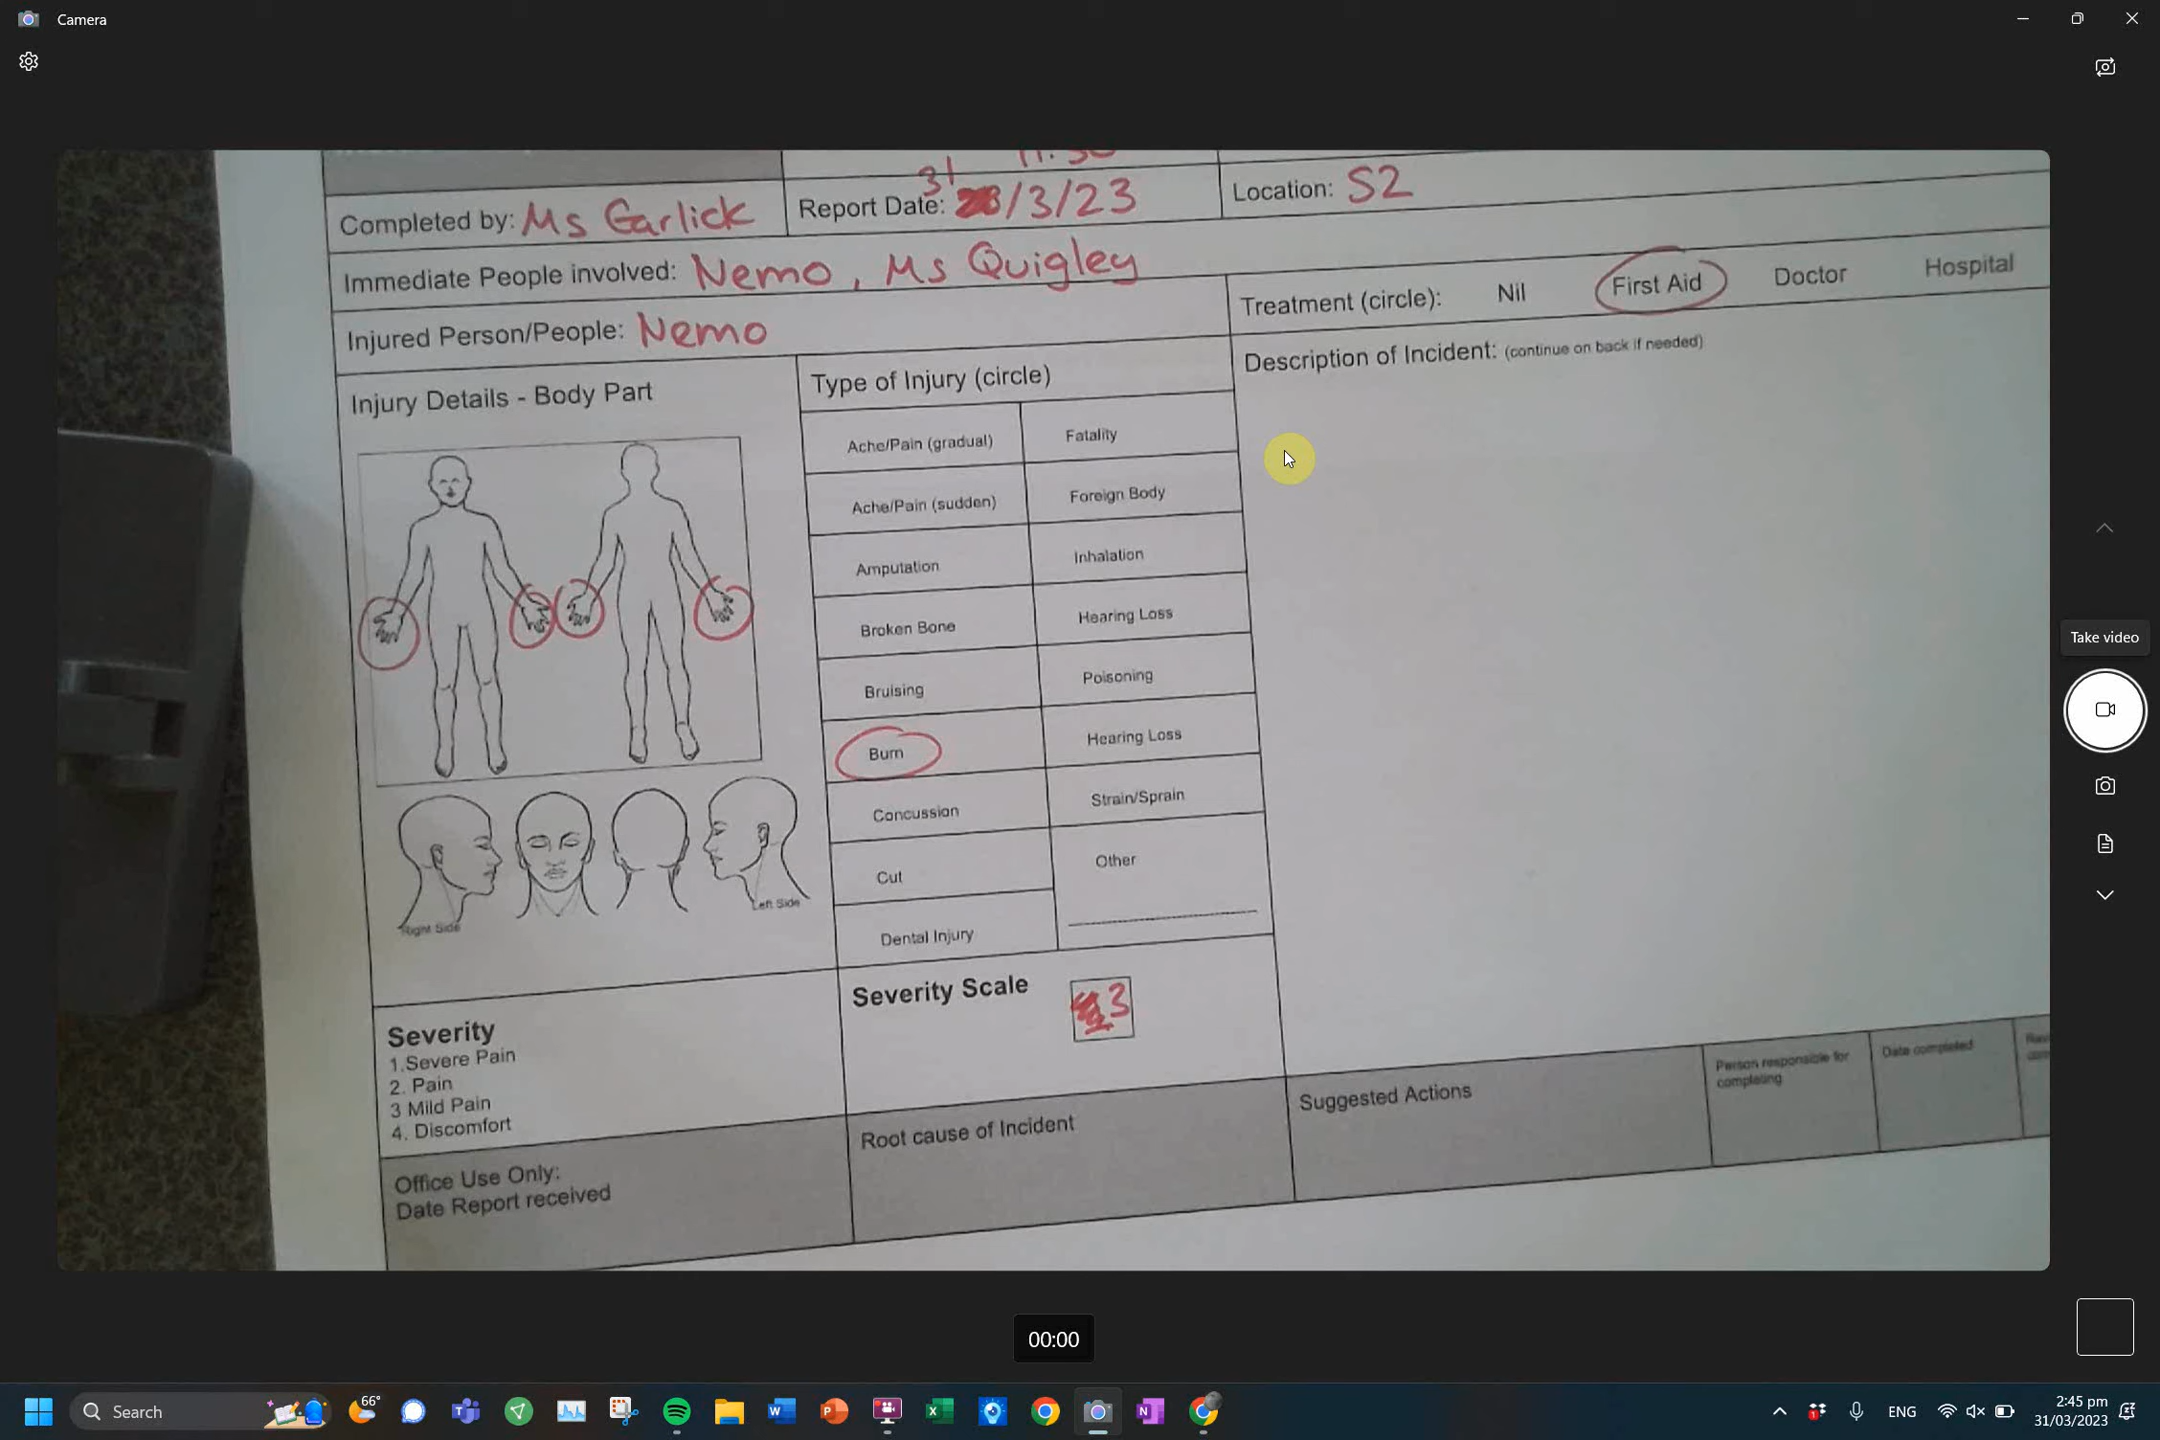 Camera
11:30
Completed by: Ms Garlick
Report Date: 31/3/23
Location: S2
Immediate People involved: Nemo, Ms Quigley
Injured Person/People: Nemo
Treatment (circle): Nil First Aid Doctor Hospital
Injury Details - Body Part
Type of Injury (circle)
Description of Incident: (continue on back if needed)
Ache/Pain (gradual) Fatality
Ache/Pain (sudden) Foreign Body
Amputation Inhalation
Broken Bone Hearing Loss
Bruising Poisoning
Burn Hearing Loss
Concussion Strain/Sprain
Cut Other
Dental Injury
Right Side
Left Side
Severity
1.Severe Pain
2. Pain
3 Mild Pain
4. Discomfort
Severity Scale 3
Office Use Only:
Date Report received
Root cause of Incident
Suggested Actions
Person responsible for
completing
Date completed
Take video
00:00
Search
66°
ENG
2:45 pm
31/03/2023